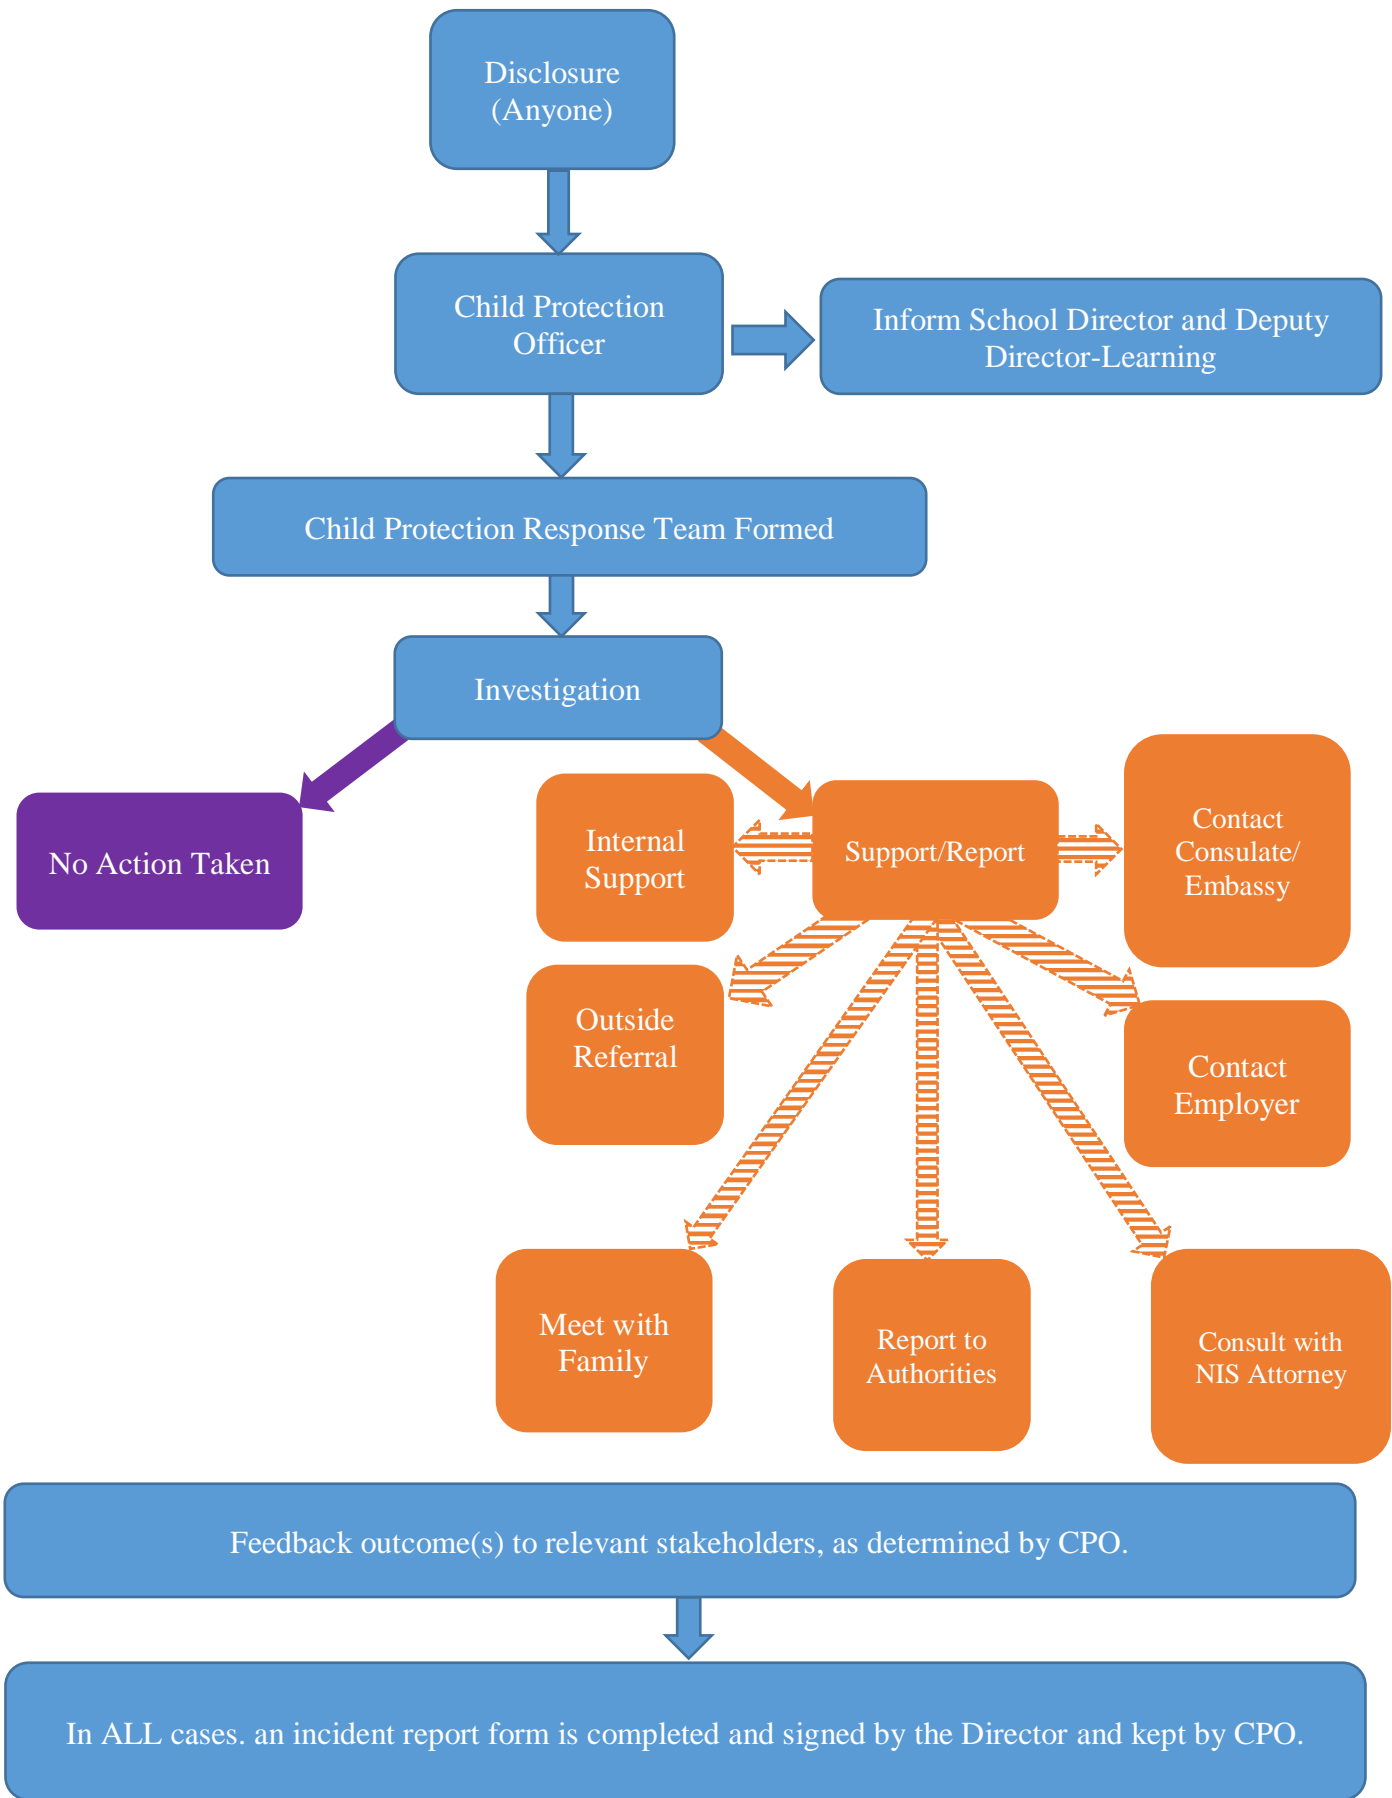 Disclosure
(Anyone)
Child Protection
Officer
Inform School Director and Deputy
Director-Learning
Child Protection Response Team Formed
Investigation
No Action Taken
Internal
Support
Support/Report
Contact
Consulate/
Embassy
Outside
Referral
Contact
Employer
Meet with
Family
Report to
Authorities
Consult with
NIS Attorney
Feedback outcome(s) to relevant stakeholders, as determined by CPO.
In ALL cases. an incident report form is completed and signed by the Director and kept by CPO.